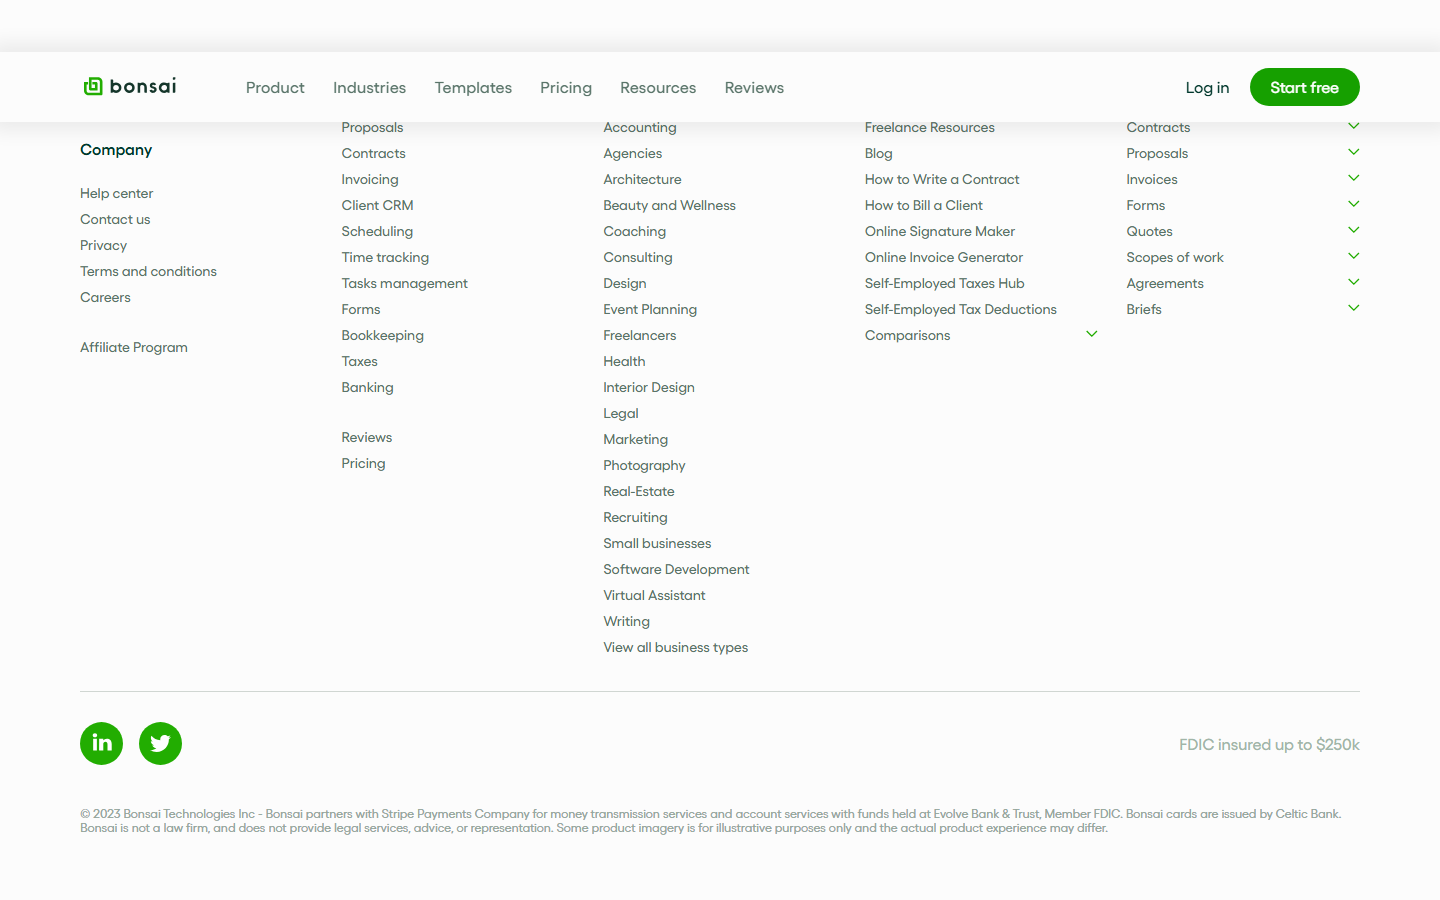 bonsai
Product
Industries
Templates
Pricing
Resources
Reviews
Log in
Start free
Company
Help center
Contact us
Privacy
Terms and conditions
Careers
Affiliate Program
Proposals
Contracts
Invoicing
Client CRM
Scheduling
Time tracking
Tasks management
Forms
Bookkeeping
Taxes
Banking
Reviews
Pricing
Accounting
Agencies
Architecture
Beauty and Wellness
Coaching
Consulting
Design
Event Planning
Freelancers
Health
Interior Design
Legal
Marketing
Photography
Real-Estate
Recruiting
Small businesses
Software Development
Virtual Assistant
Writing
View all business types
Freelance Resources
Blog
How to Write a Contract
How to Bill a Client
Online Signature Maker
Online Invoice Generator
Self-Employed Taxes Hub
Self-Employed Tax Deductions
Comparisons
Contracts
Proposals
Invoices
Forms
Quotes
Scopes of work
Agreements
Briefs
in
FDIC insured up to $250k
© 2023 Bonsai Technologies Inc - Bonsai partners with Stripe Payments Company for money transmission services and account services with funds held at Evolve Bank & Trust, Member FDIC. Bonsai cards are issued by Celtic Bank.
Bonsai is not a law firm, and does not provide legal services, advice, or representation. Some product imagery is for illustrative purposes only and the actual product experience may differ.